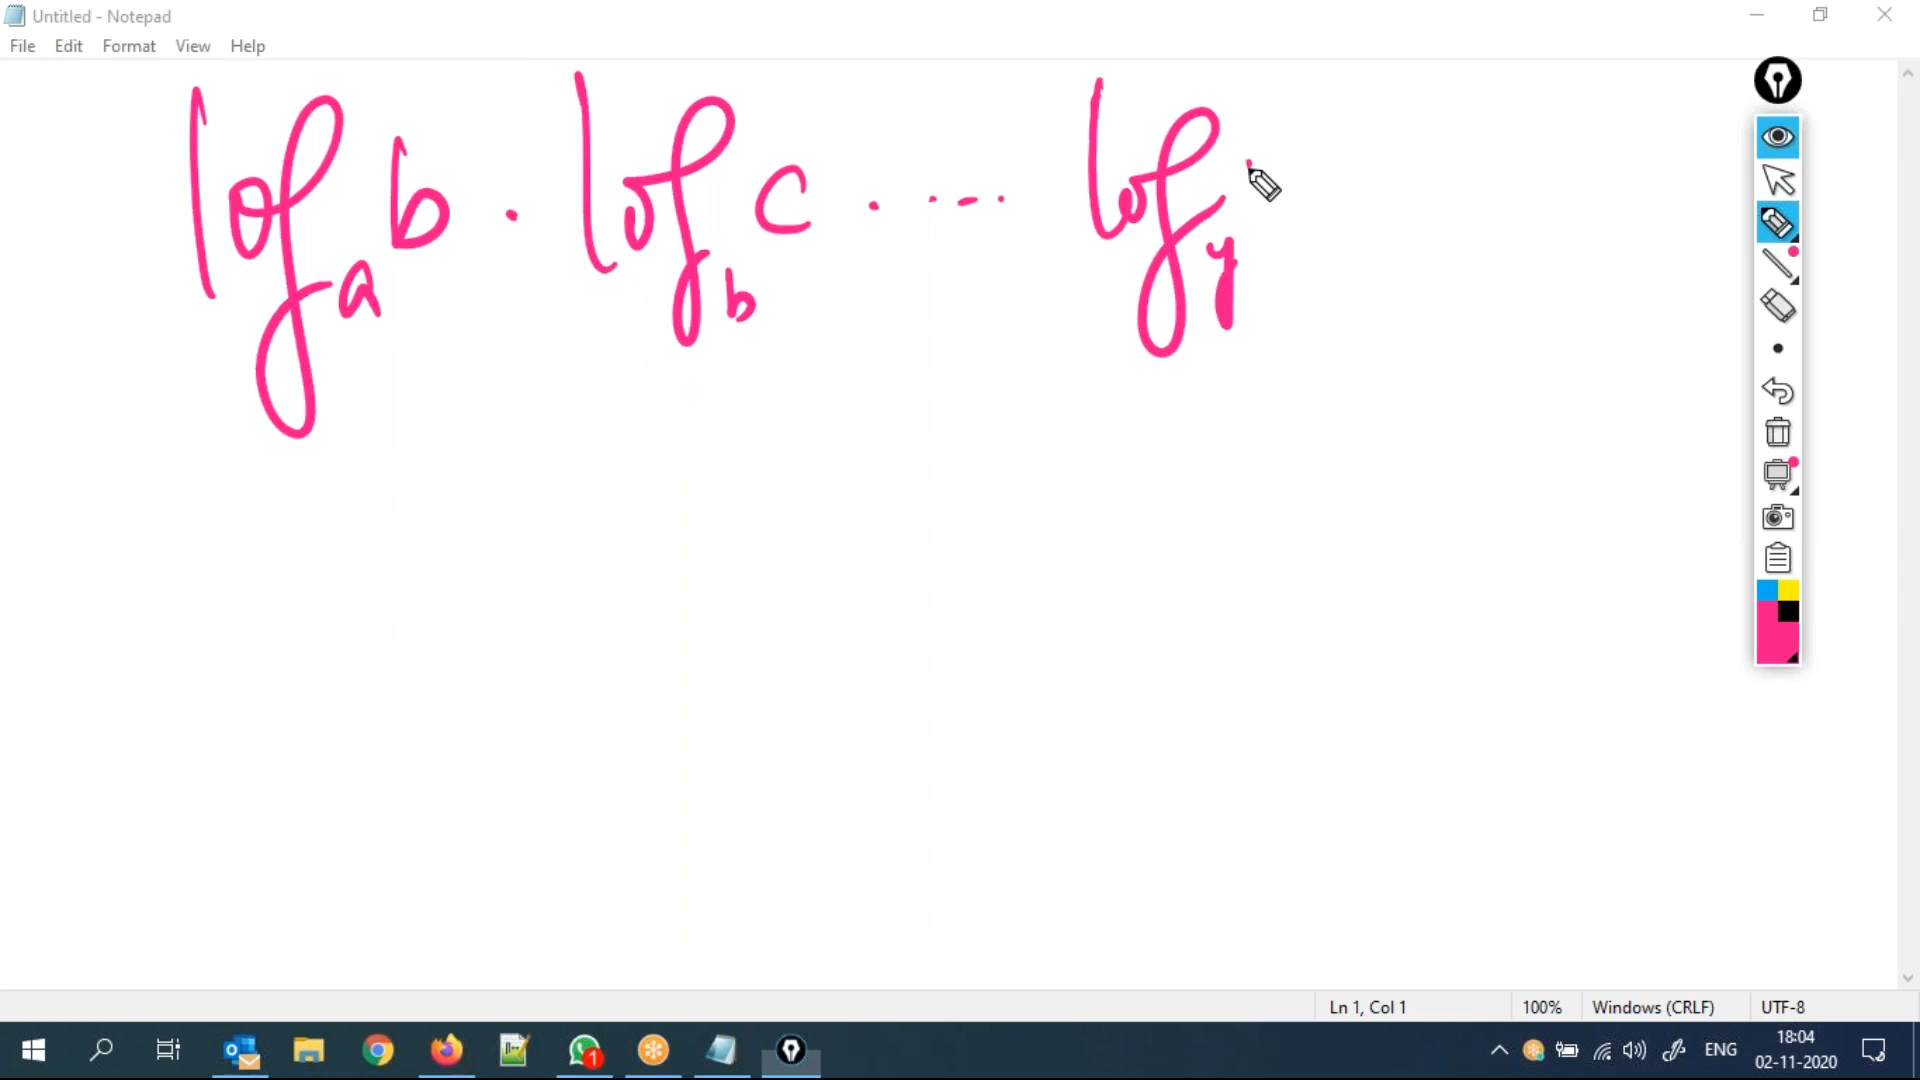 Untitled - Notepad
File Edit Format View Help
log_a b . log_b c . ... log_y
Ln 1, Col 1 100% Windows (CRLF) UTF-8
1 ENG 18:04
02-11-2020